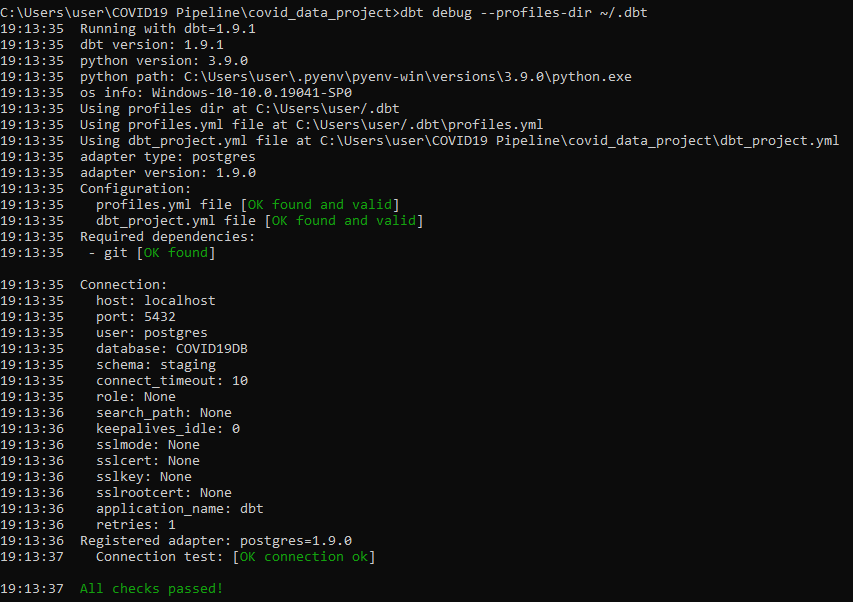 C:\Users\user\COVID19 Pipeline\covid_data_project>dbt debug --profiles-dir ~/.dbt
19:13:35  Running with dbt=1.9.1
19:13:35  dbt version: 1.9.1
19:13:35  python version: 3.9.0
19:13:35  python path: C:\Users\user\.pyenv\pyenv-win\versions\3.9.0\python.exe
19:13:35  os info: Windows-10-10.0.19041-SP0
19:13:35  Using profiles dir at C:\Users\user/.dbt
19:13:35  Using profiles.yml file at C:\Users\user/.dbt\profiles.yml
19:13:35  Using dbt_project.yml file at C:\Users\user\COVID19 Pipeline\covid_data_project\dbt_project.yml
19:13:35  adapter type: postgres
19:13:35  adapter version: 1.9.0
19:13:35  Configuration:
19:13:35    profiles.yml file [OK found and valid]
19:13:35    dbt_project.yml file [OK found and valid]
19:13:35  Required dependencies:
19:13:35   - git [OK found]
19:13:35  Connection:
19:13:35    host: localhost
19:13:35    port: 5432
19:13:35    user: postgres
19:13:35    database: COVID19DB
19:13:35    schema: staging
19:13:35    connect_timeout: 10
19:13:35    role: None
19:13:36    search_path: None
19:13:36    keepalives_idle: 0
19:13:36    sslmode: None
19:13:36    sslcert: None
19:13:36    sslkey: None
19:13:36    sslrootcert: None
19:13:36    application_name: dbt
19:13:36    retries: 1
19:13:36  Registered adapter: postgres=1.9.0
19:13:37    Connection test: [OK connection ok]
19:13:37  All checks passed!